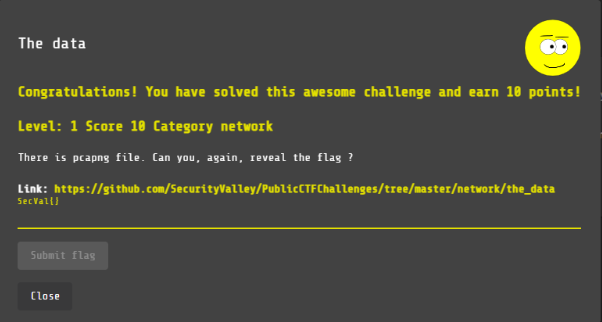 The data
Congratulations! You have solved this awesome challenge and earn 10 points!
Level: 1 Score 10 Category network
There is pcapng file. Can you, again, reveal the flag ?
Link: https://github.com/SecurityValley/PublicCTFChallenges/tree/master/network/the_data
SecVal{}
Submit flag
Close